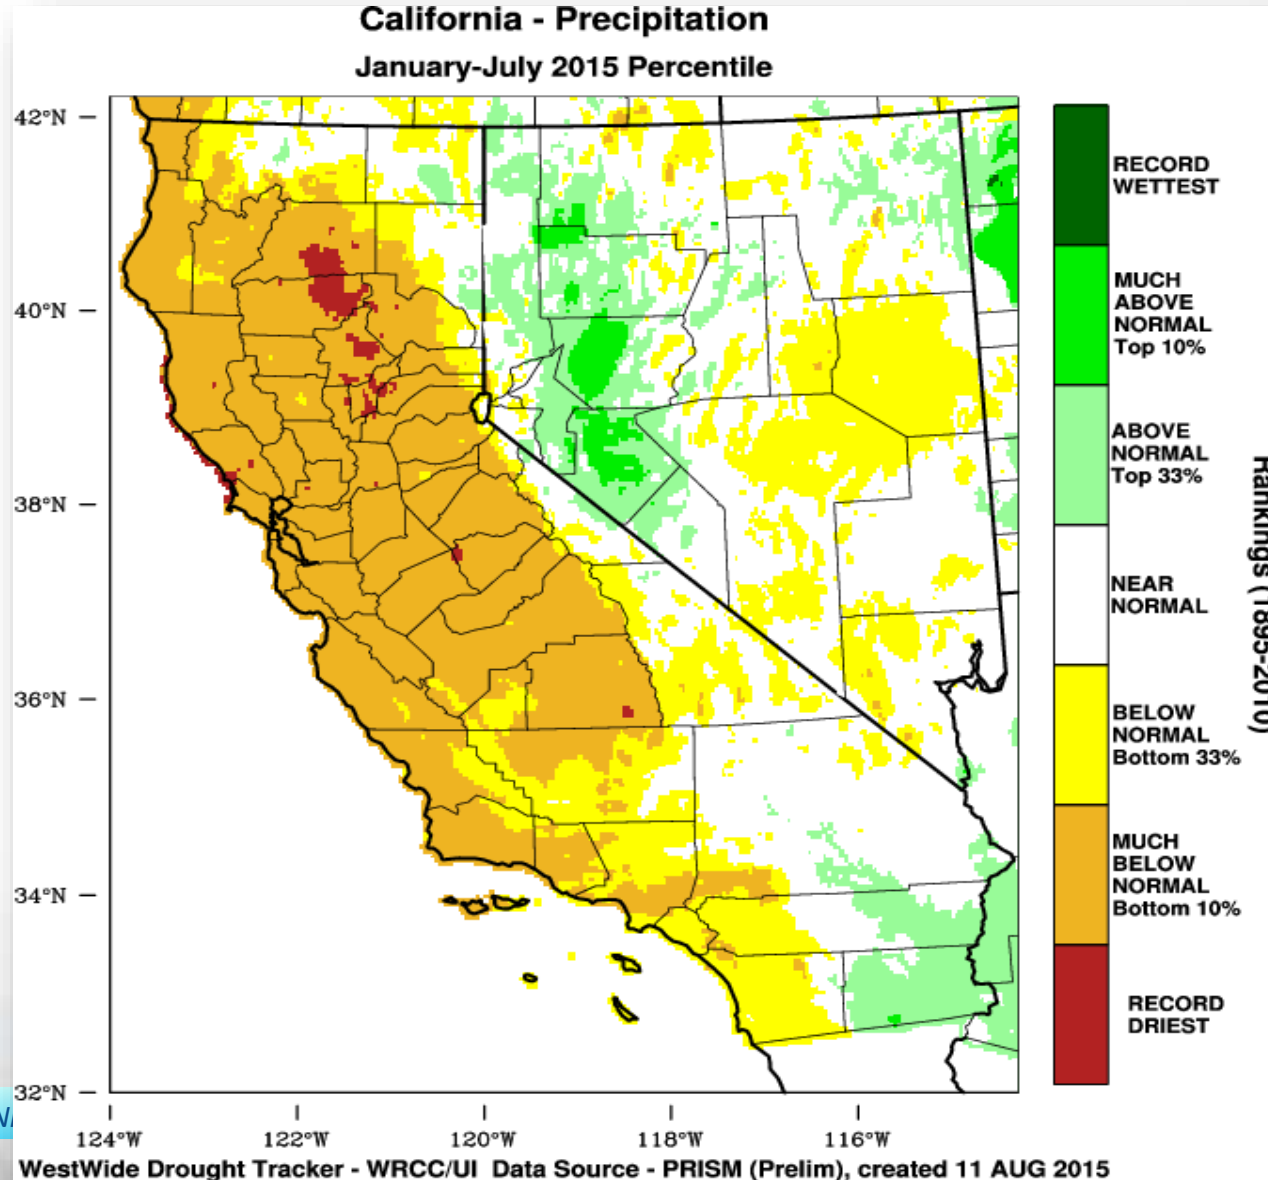 California - Precipitation
January-July 2015 Percentile
42°N
40°N
38°N
36°N
34°N
32°N
124°W
122°W
120°W
118°W
116°W
RECORD
WETTEST
MUCH
ABOVE
NORMAL
Top 10%
ABOVE
NORMAL
Top 33%
NEAR
NORMAL
BELOW
NORMAL
Bottom 33%
MUCH
BELOW
NORMAL
Bottom 10%
RECORD
DRIEST
Rankings (1895-2010)
WestWide Drought Tracker - WRCC/UI Data Source - PRISM (Prelim), created 11 AUG 2015